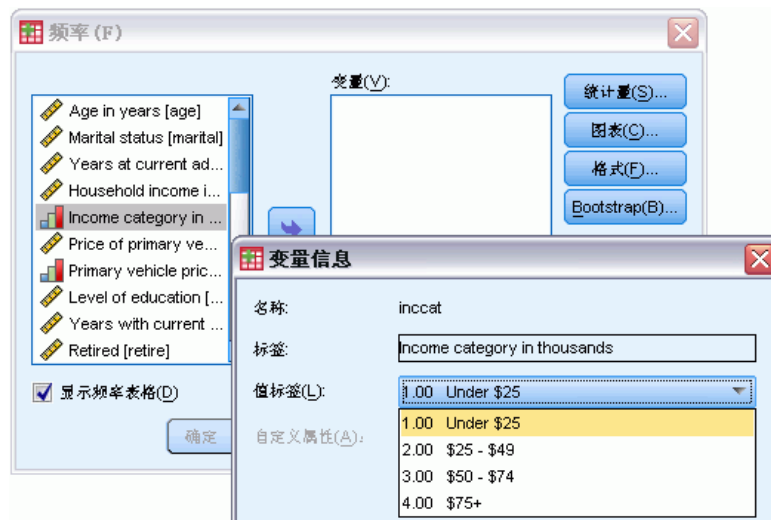 频率(F)
变量(V):
Age in years [age]
Marital status [marital]
Years at current ad...
Household income i...
Income category in ...
Price of primary ve...
Primary vehicle pric...
Level of education [...
Years with current ...
Retired [retire]
统计量(S)...
图表(C)...
格式(F)...
Bootstrap(B)...
显示频率表格(D)
确定
变量信息
名称:
inccat
标签:
Income category in thousands
值标签(L):
1.00 Under $25
自定义属性(A):
1.00 Under $25
2.00 $25 - $49
3.00 $50 - $74
4.00 $75+